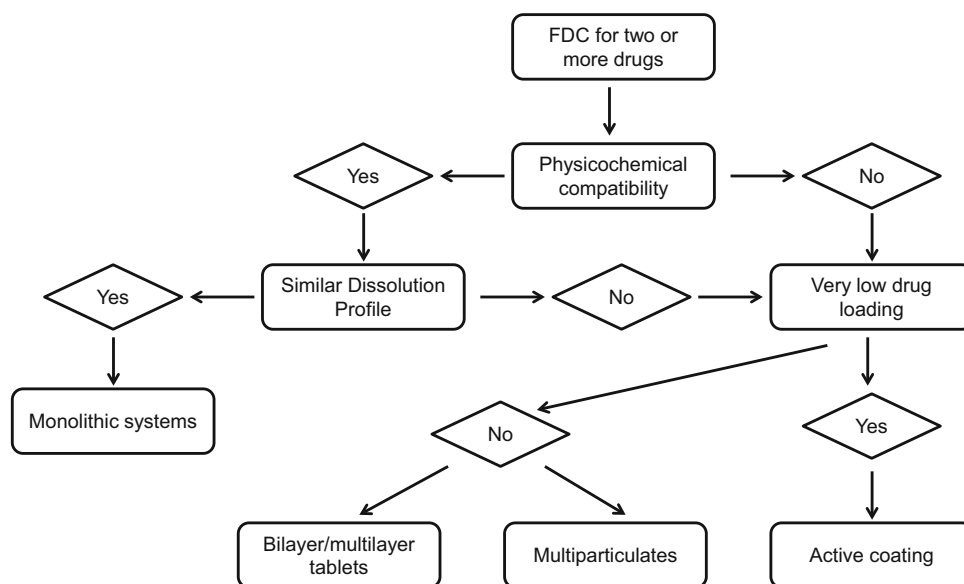 FDC for two or
more drugs
Yes
Physicochemical
compatibility
No
Yes
Similar Dissolution
Profile
No
Very low drug
loading
Monolithic systems
No
Yes
Bilayer/multilayer
tablets
Multiparticulates
Active coating